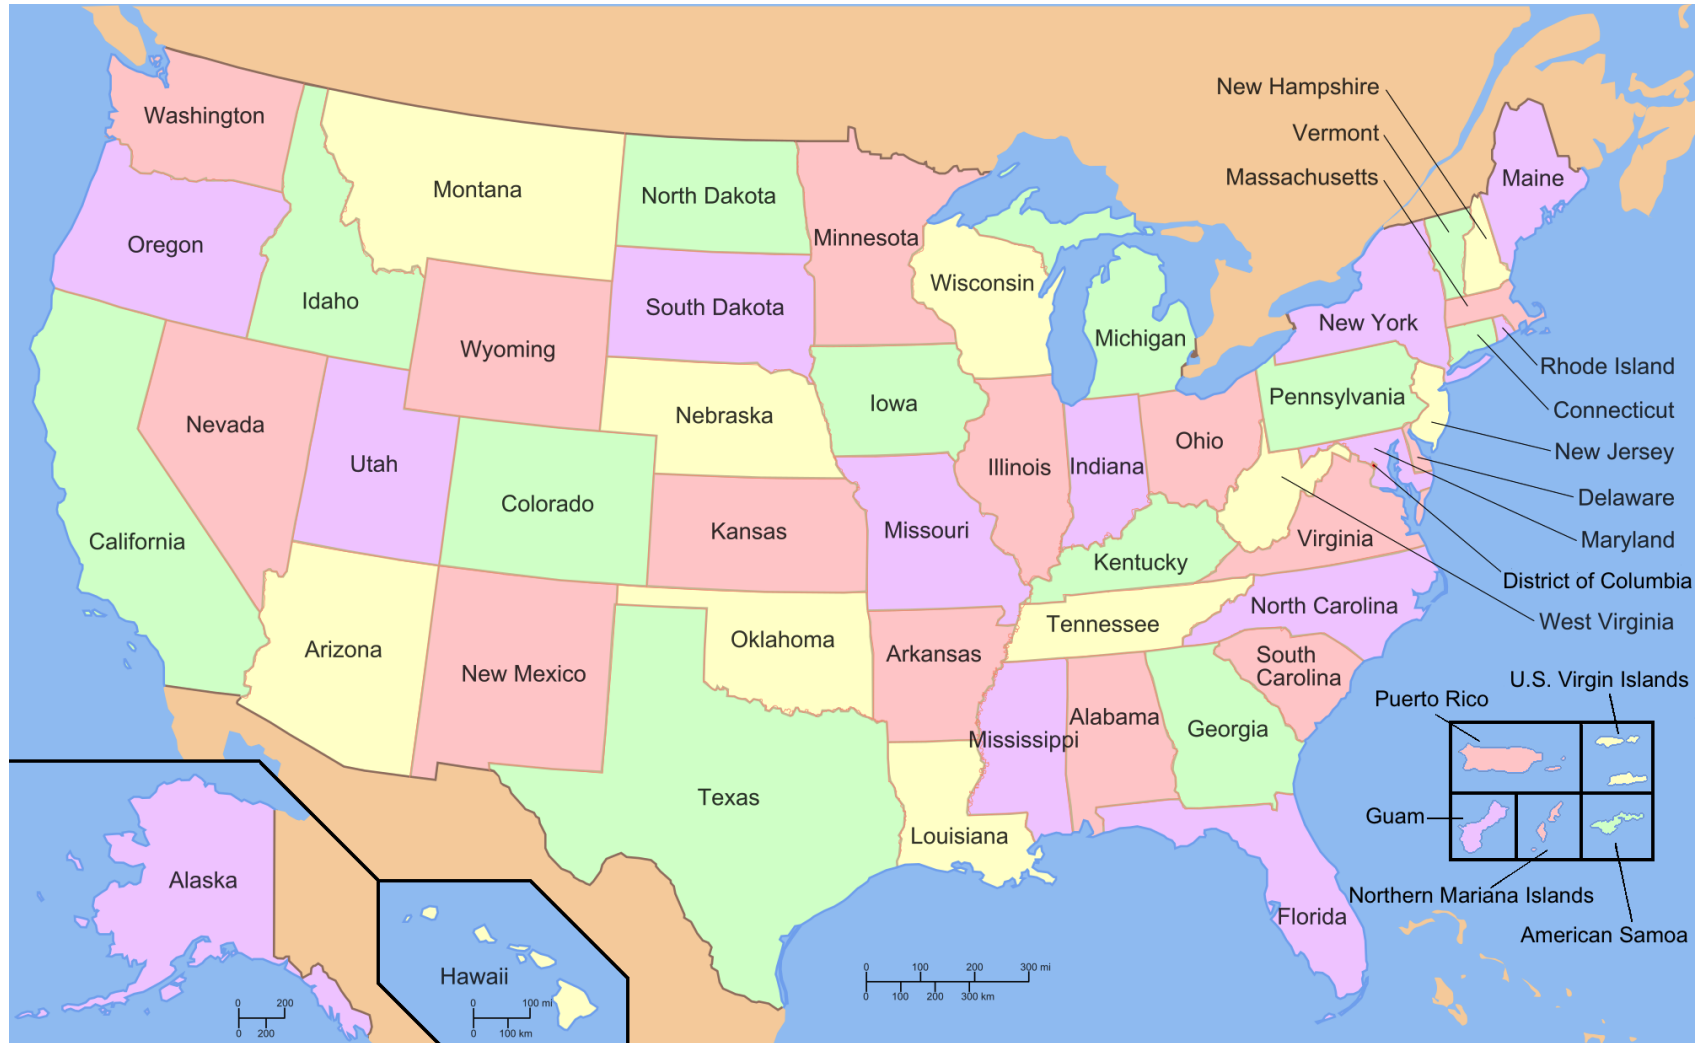 New Hampshire
Vermont
Massachusetts
Washington
Montana
North Dakota
Minnesota
Maine
Oregon
Idaho
Wyoming
South Dakota
Wisconsin
Michigan
New York
Rhode Island
Connecticut
New Jersey
Delaware
Maryland
District of Columbia
West Virginia
Nevada
Utah
Colorado
Nebraska
Iowa
Illinois
Indiana
Ohio
Pennsylvania
California
Kansas
Missouri
Kentucky
Virginia
Arizona
New Mexico
Oklahoma
Arkansas
Tennessee
North Carolina
South
Carolina
Texas
Louisiana
Mississippi
Alabama
Georgia
Florida
U.S. Virgin Islands
Puerto Rico
Guam
Northern Mariana Islands
American Samoa
Alaska
0 200
0 200
Hawaii
0 100 mi
0 100 km
0 100 200 300 mi
0 100 200 300 km